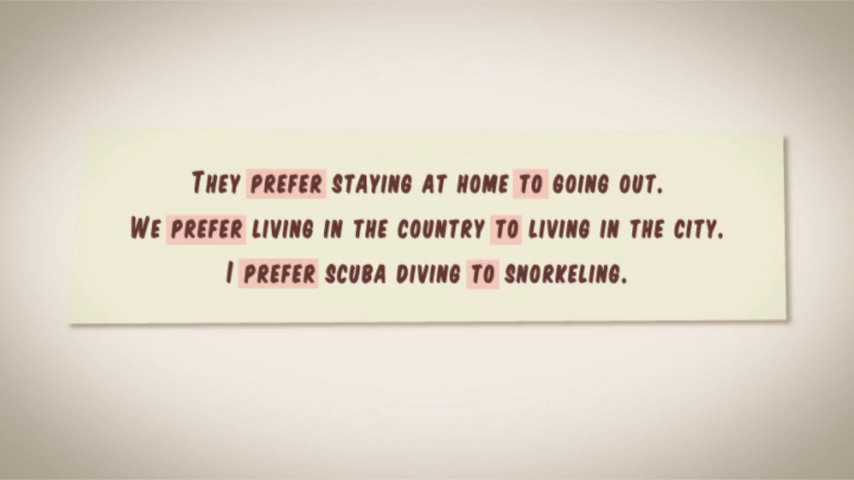 They prefer staying at home to going out.
We prefer living in the country to living in the city.
I prefer scuba diving to snorkeling.